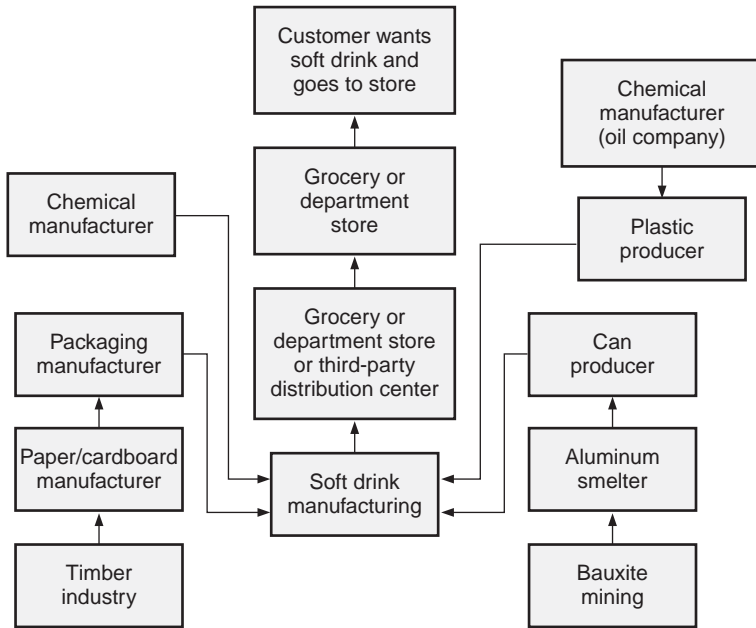 Customer wants
soft drink and
goes to store
Chemical
manufacturer
(oil company)
Grocery or
department
store
Chemical
manufacturer
Plastic
producer
Grocery or
department store
or third-party
distribution center
Packaging
manufacturer
Can
producer
Paper/cardboard
manufacturer
Soft drink
manufacturing
Aluminum
smelter
Timber
industry
Bauxite
mining